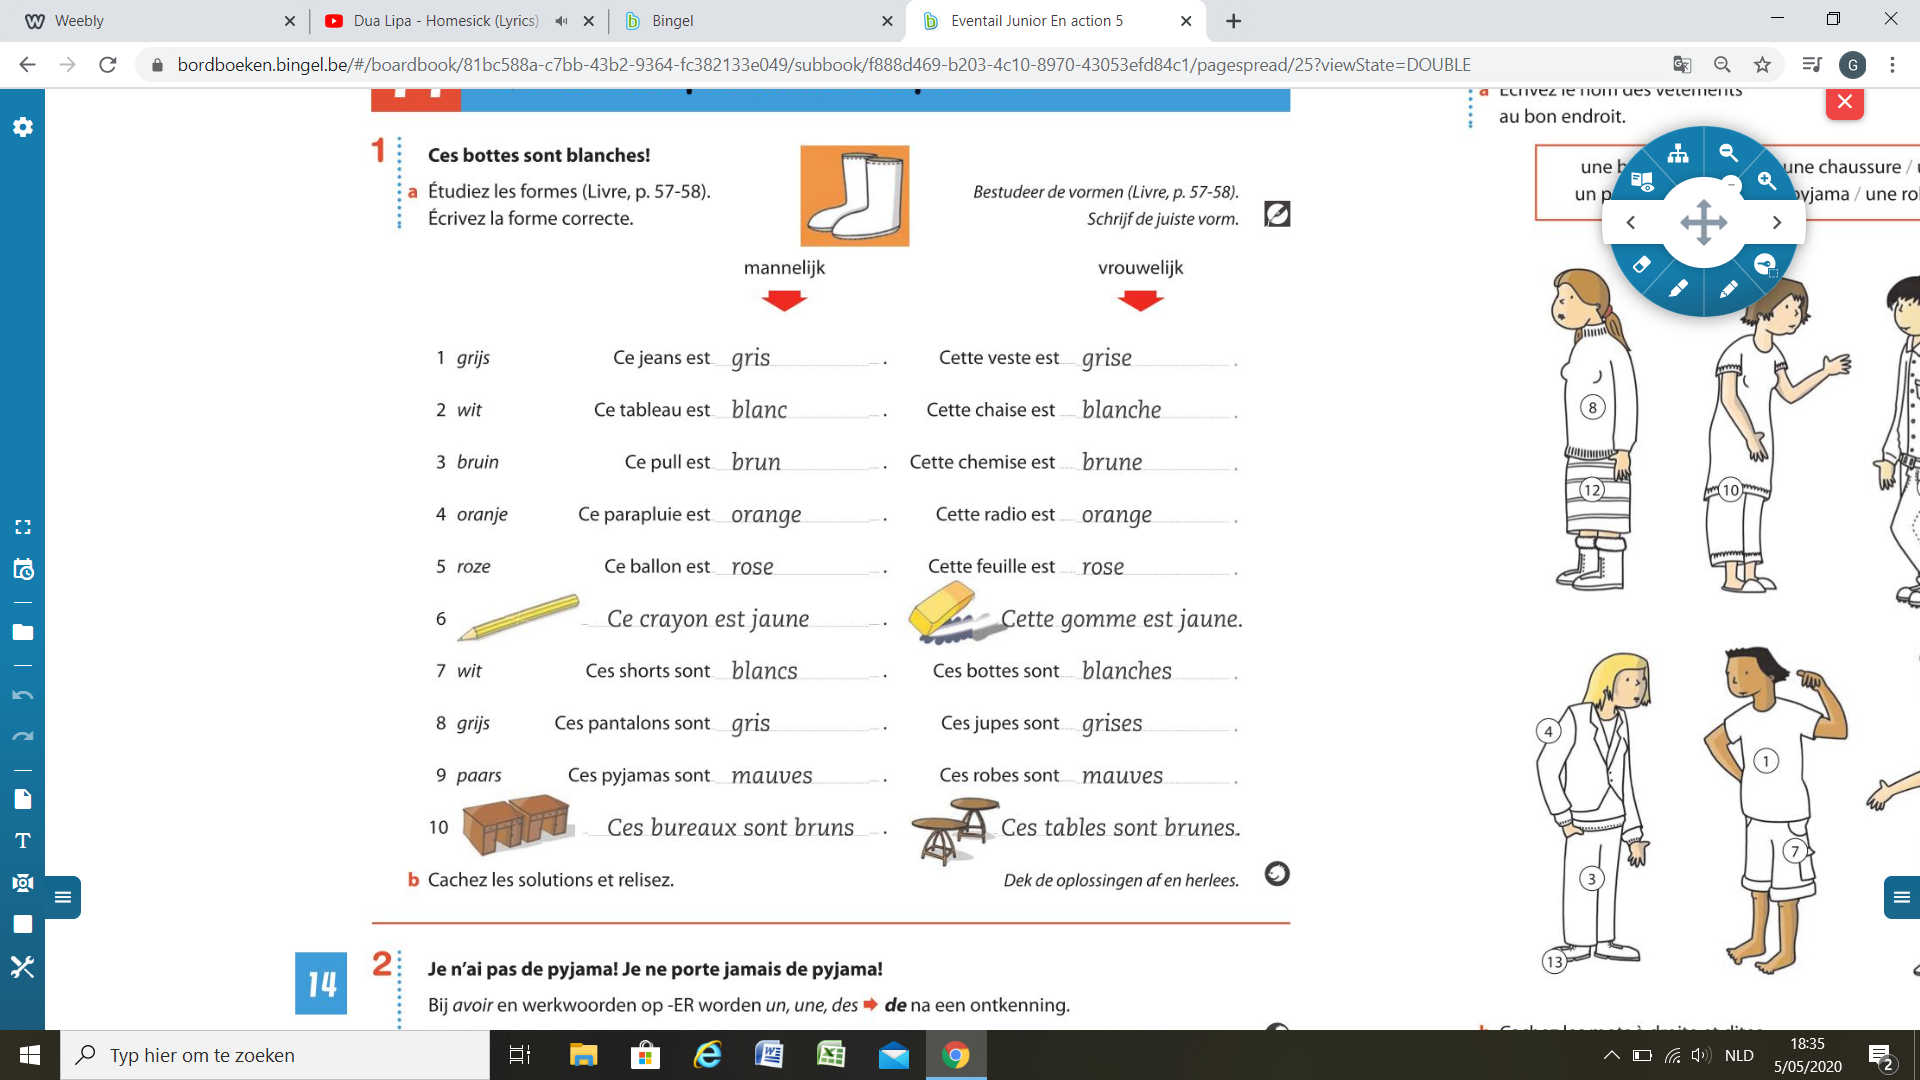 Weebly
Dua Lipa - Homesick (Lyrics)
Bingel
Eventail Junior En action 5
bordboeken.bingel.be/#/boardbook/81bc588a-c7bb-43b2-9364-fc382133e049/subbook/f888d469-b203-4c10-8970-43053efd84c1/pagespread/25?viewState=DOUBLE
G
1 Ces bottes sont blanches!
a Étudiez les formes (Livre, p. 57-58).
Écrivez la forme correcte.
Bestudeer de vormen (Livre, p. 57-58).
Schrijf de juiste vorm.
mannelijk vrouwelijk
1 grijs Ce jeans est gris . Cette veste est grise .
2 wit Ce tableau est blanc . Cette chaise est blanche .
3 bruin Ce pull est brun . Cette chemise est brune .
4 oranje Ce parapluie est orange . Cette radio est orange .
5 roze Ce ballon est rose . Cette feuille est rose .
6 Ce crayon est jaune . Cette gomme est jaune.
7 wit Ces shorts sont blancs . Ces bottes sont blanches .
8 grijs Ces pantalons sont gris . Ces jupes sont grises .
9 paars Ces pyjamas sont mauves . Ces robes sont mauves .
10 Ces bureaux sont bruns . Ces tables sont brunes.
b Cachez les solutions et relisez. Dek de oplossingen af en herlees.
14
2 Je n'ai pas de pyjama! Je ne porte jamais de pyjama!
Bij avoir en werkwoorden op -ER worden un, une, des de na een ontkenning.
a Écrivez le nom des vêtements
au bon endroit.
une chaussure /
pyjama / une
8
12
10
4
1
3
7
13
T
Typ hier om te zoeken
NLD
18:35
5/05/2020
2